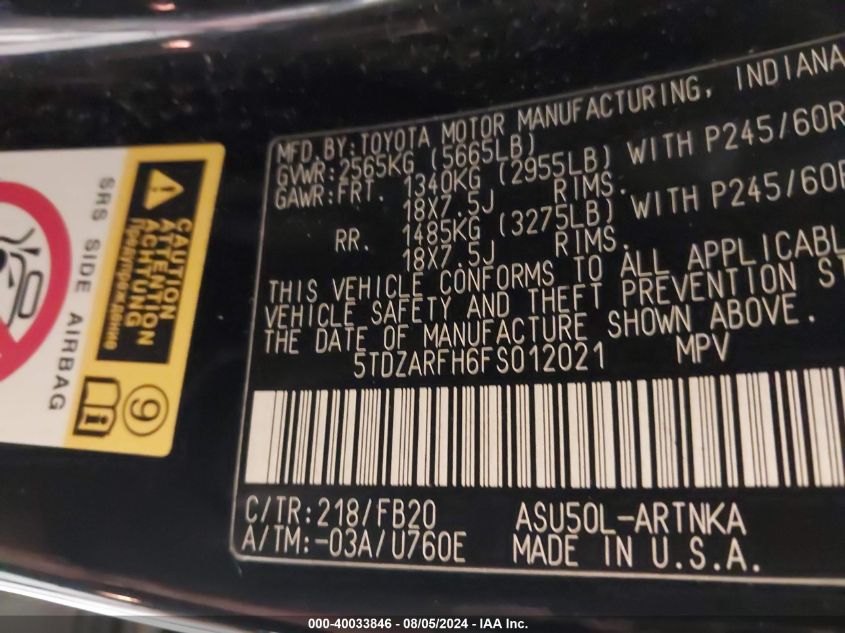 MFD.BY:TOYOTA MOTOR MANUFACTURING, INDIANA
GVWR:2565KG (5665LB)
GAWR:FRT. 1340KG (2955LB) WITH P245/60R
18X7.5J RIMS.
RR. 1485KG (3275LB) WITH P245/60R
18X7.5J RIMS.
THIS VEHICLE CONFORMS TO ALL APPLICABL
VEHICLE SAFETY AND THEFT PREVENTION ST
THE DATE OF MANUFACTURE SHOWN ABOVE.
5TDZARFH6FS012021 MPV
C/TR:218/FB20 ASU50L-ARTNKA
A/TM:-03A/U760E MADE IN U.S.A.
CAUTION
ATTENTION
ACHTUNG
Предупреждение
SRS SIDE AIRBAG
9
000-40033846 - 08/05/2024 - IAA Inc.